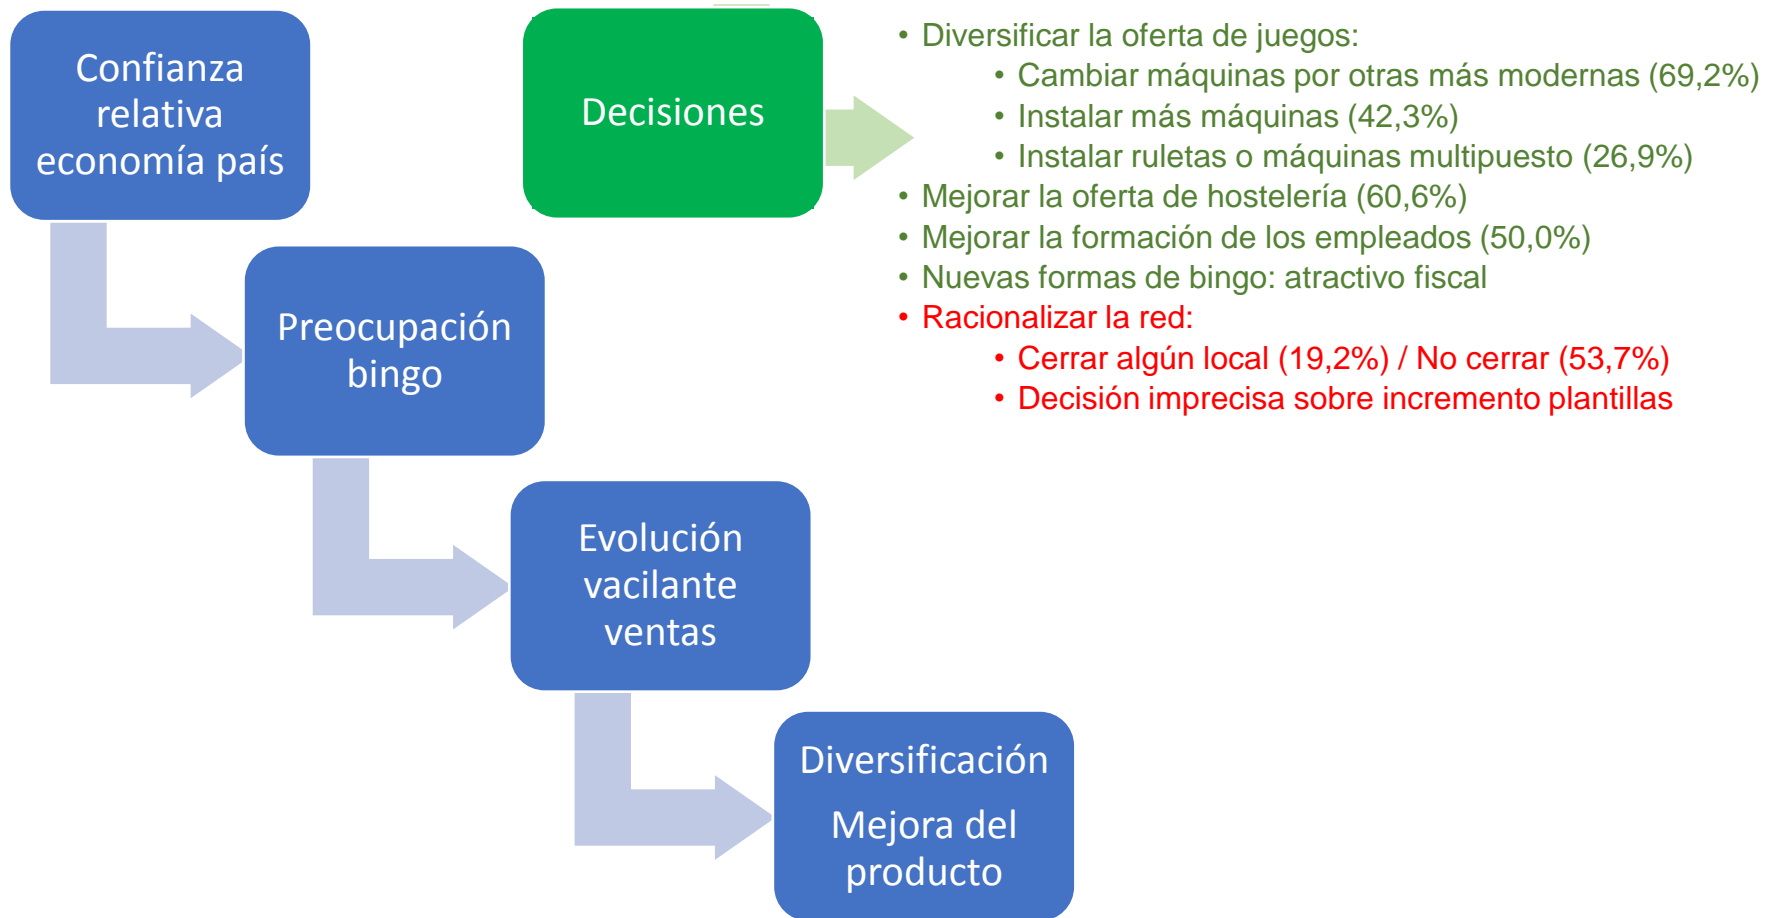 Confianza
relativa
economía país
Decisiones
• Diversificar la oferta de juegos:
• Cambiar máquinas por otras más modernas (69,2%)
• Instalar más máquinas (42,3%)
• Instalar ruletas o máquinas multipuesto (26,9%)
• Mejorar la oferta de hostelería (60,6%)
• Mejorar la formación de los empleados (50,0%)
• Nuevas formas de bingo: atractivo fiscal
• Racionalizar la red:
• Cerrar algún local (19,2%) / No cerrar (53,7%)
• Decisión imprecisa sobre incremento plantillas
Preocupación
bingo
Evolución
vacilante
ventas
Diversificación
Mejora del
producto